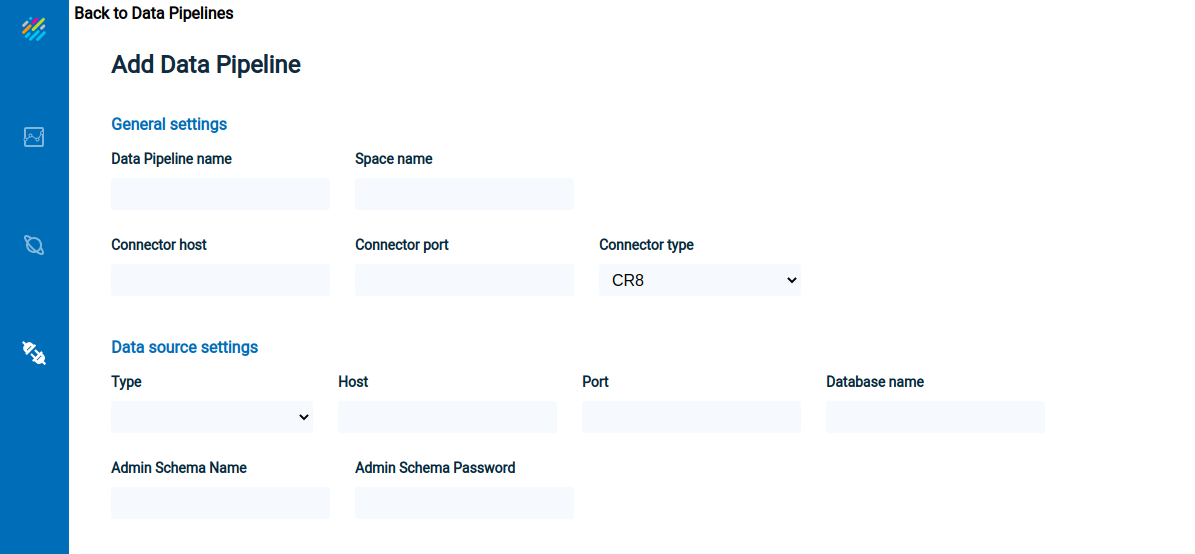 Back to Data Pipelines
Add Data Pipeline
General settings
Data Pipeline name Space name
Connector host Connector port Connector type
CR8
Data source settings
Type Host Port Database name
Admin Schema Name Admin Schema Password